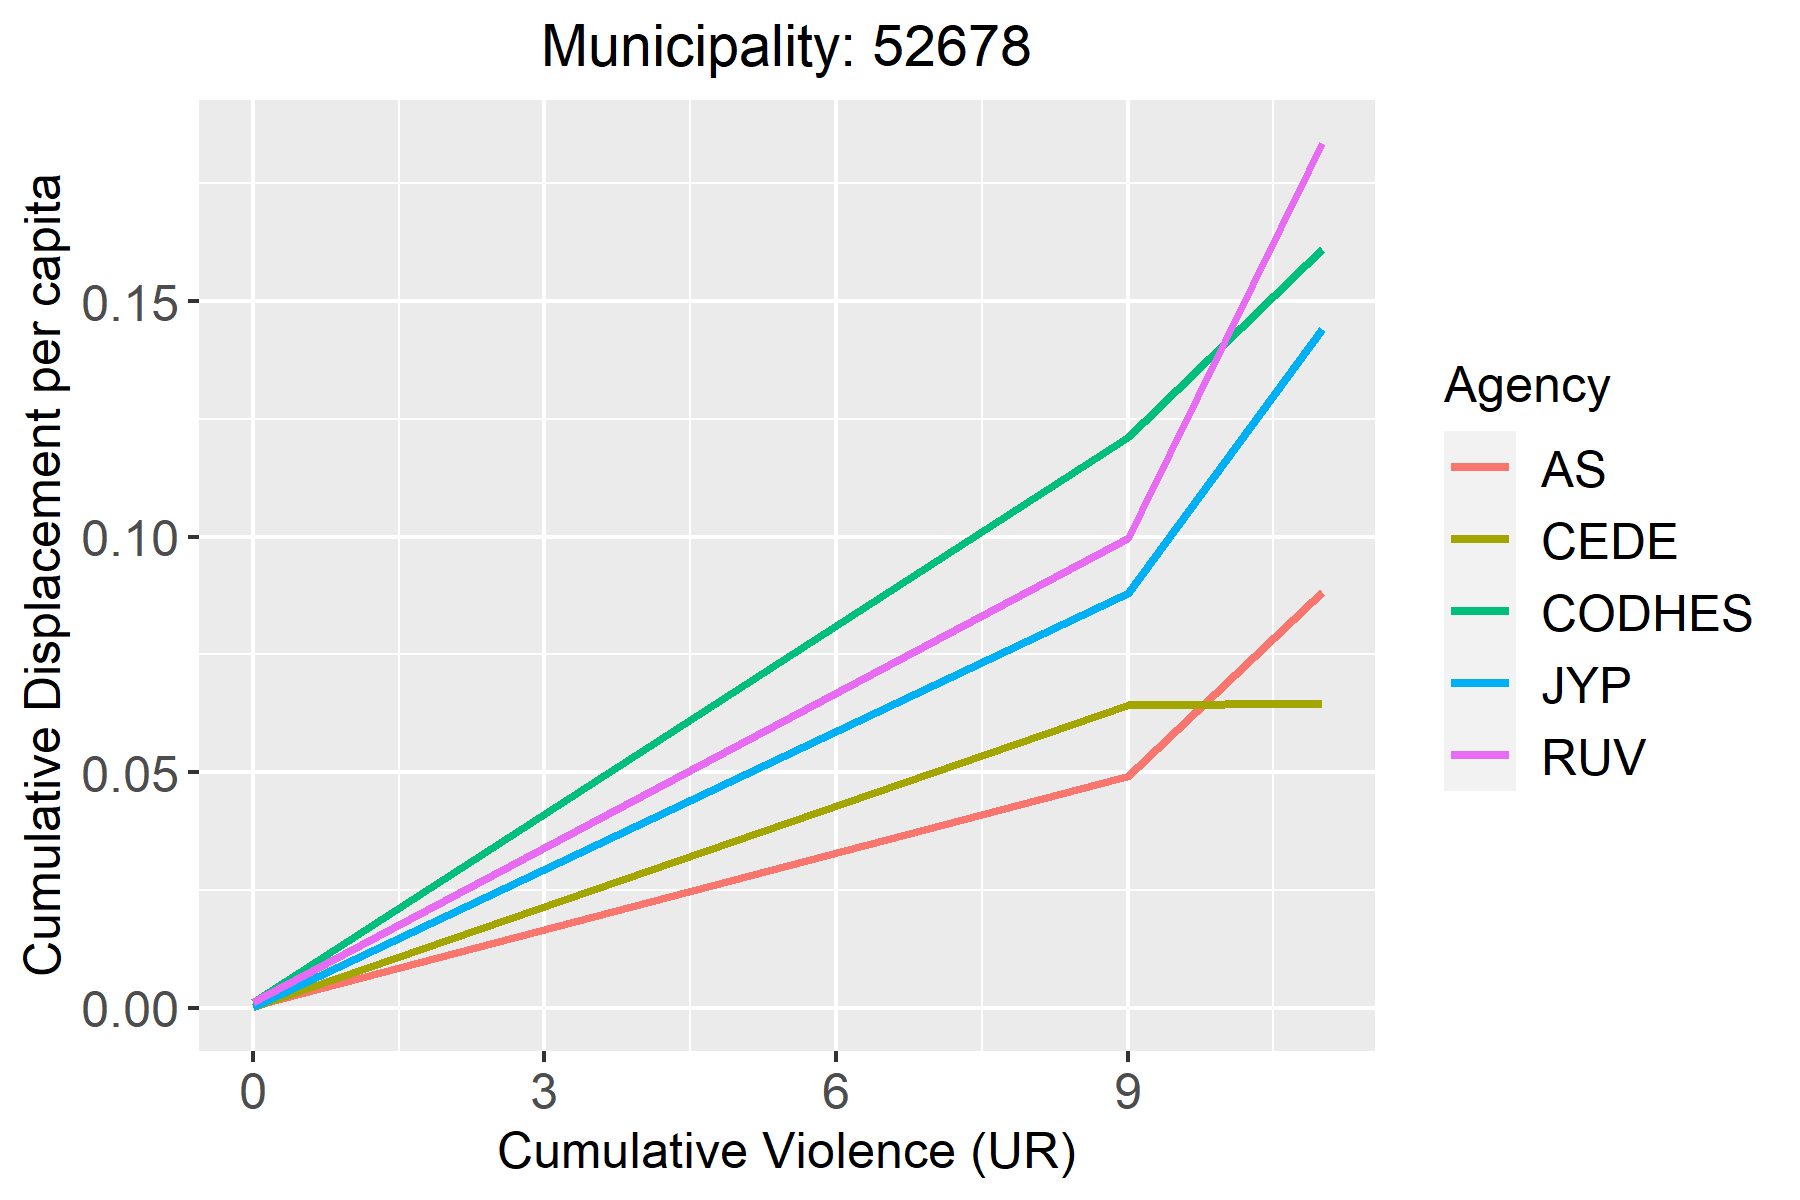 Municipality: 52678
Cumulative Displacement per capita
0.15
0.10
0.05
0.00
0 3 6 9
Cumulative Violence (UR)
Agency
AS
CEDE
CODHES
JYP
RUV